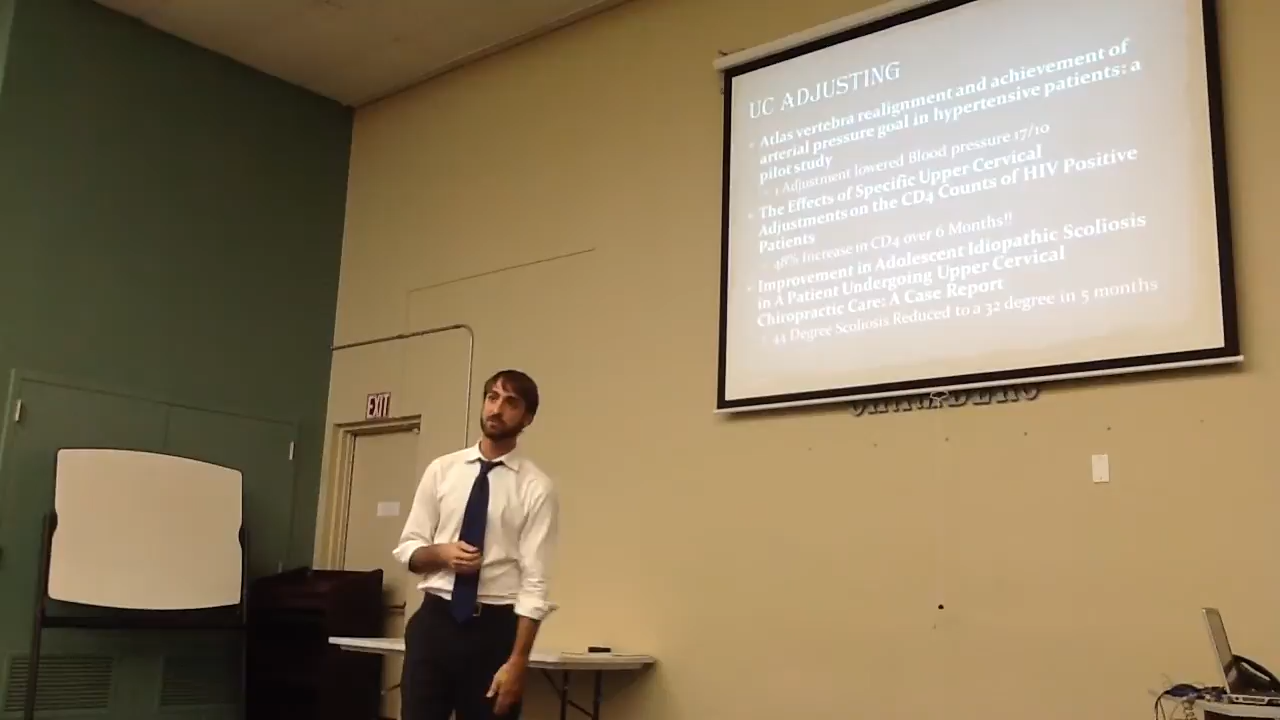 UC ADJUSTING
Atlas vertebra realignment and achievement of
arterial pressure goal in hypertensive patients: a
pilot study
1 Adjustment lowered Blood pressure 17/10
The Effects of Specific Upper Cervical
Adjustments on the CD4 Counts of HIV Positive
Patients
48% Increase in CD4 over 6 Months!!
Improvement in Adolescent Idiopathic Scoliosis
in A Patient Undergoing Upper Cervical
Chiropractic Care: A Case Report
44 Degree Scoliosis Reduced to a 32 degree in 5 months
EXIT